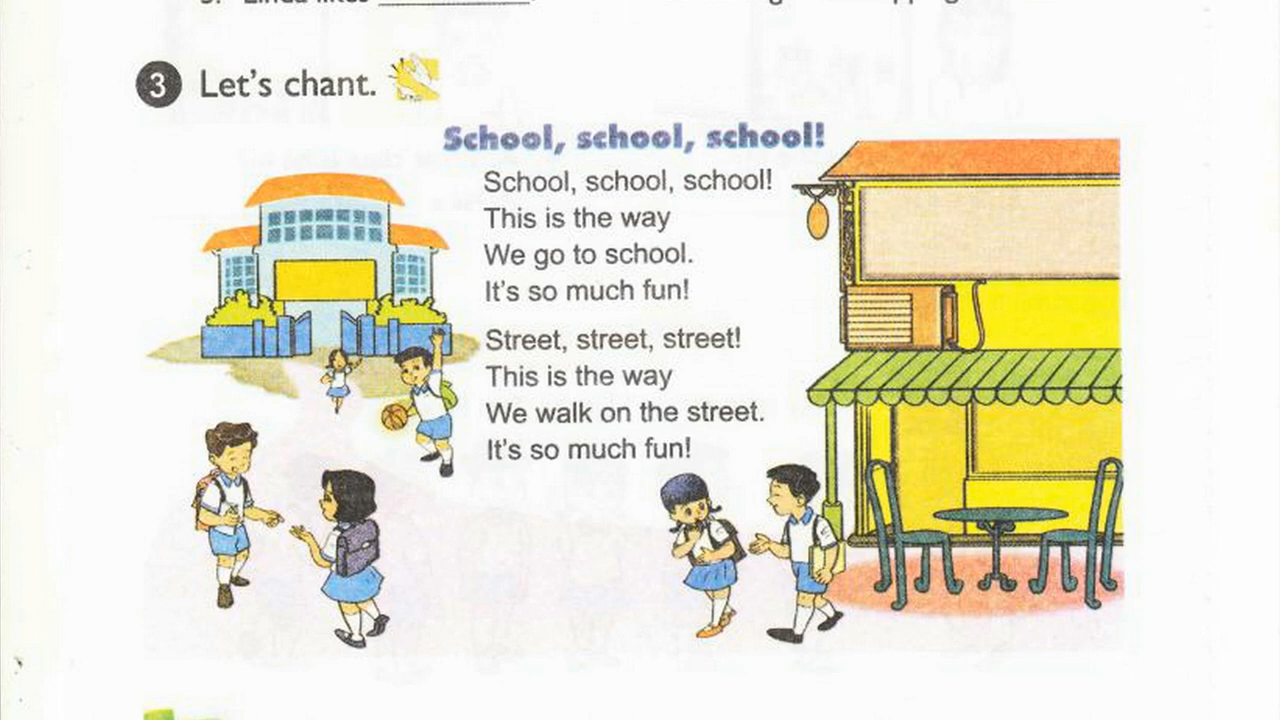 3 Let's chant.
School, school, school!
School, school, school!
This is the way
We go to school.
It's so much fun!
Street, street, street!
This is the way
We walk on the street.
It's so much fun!